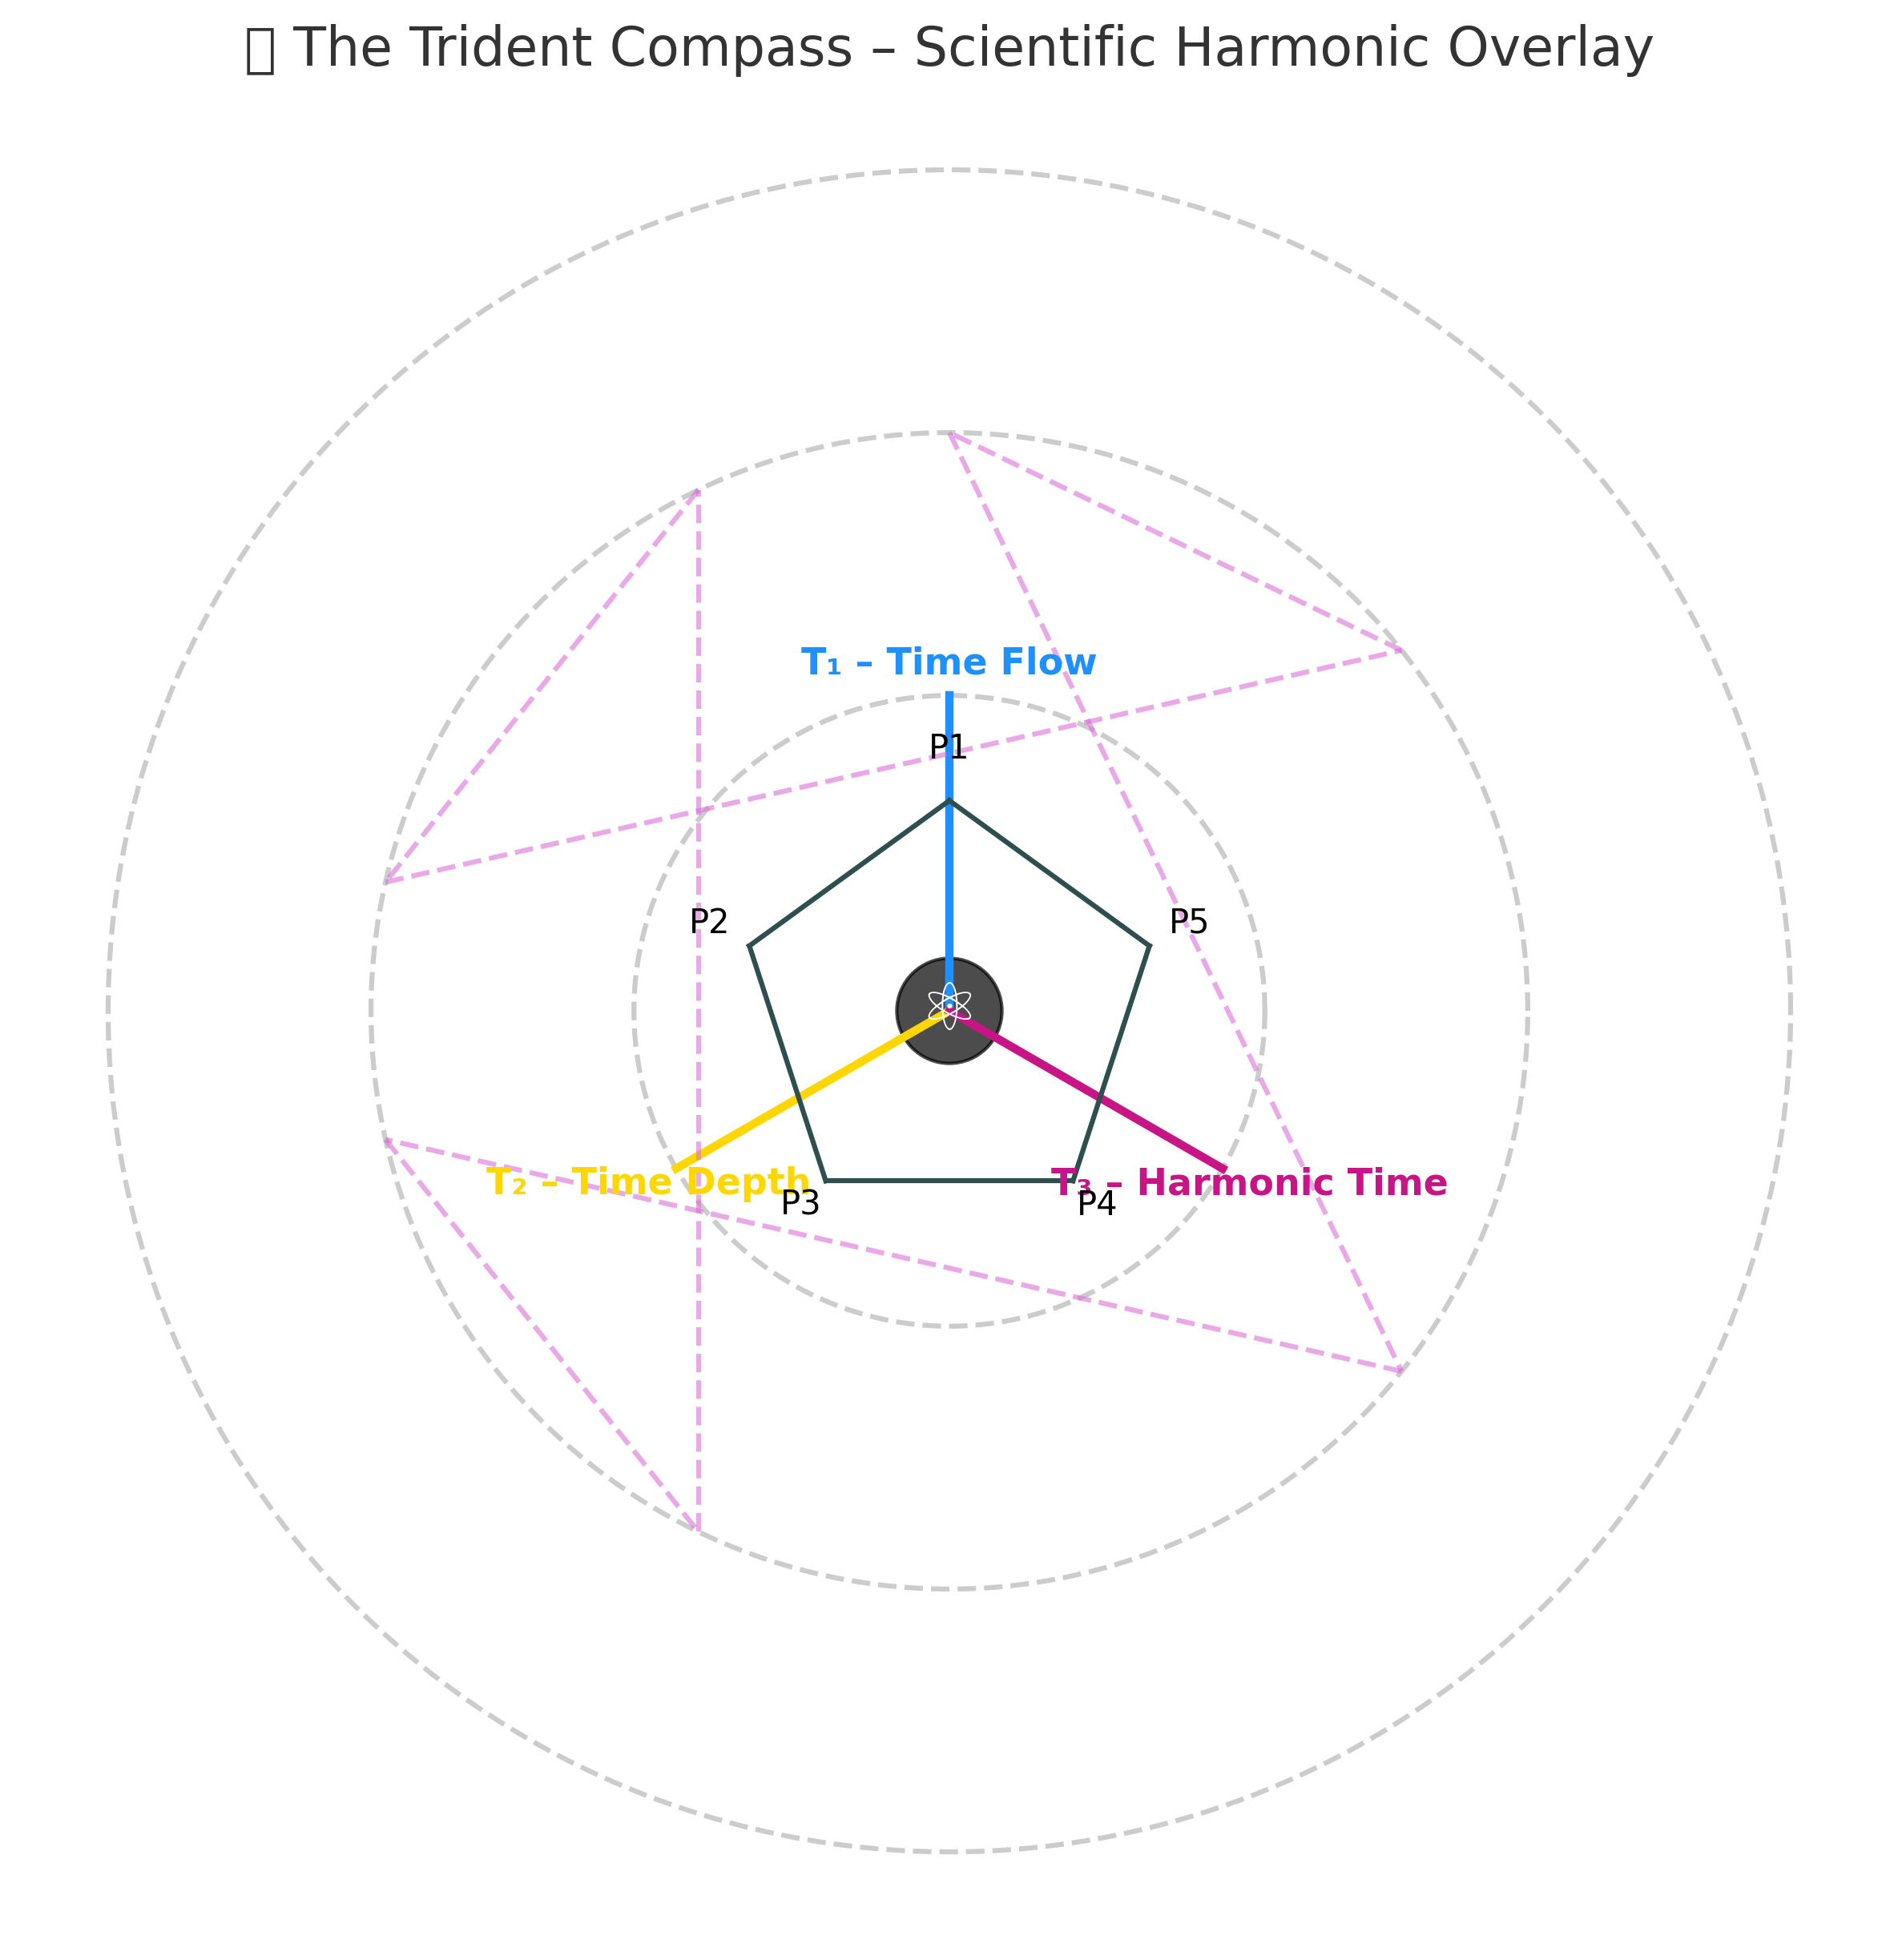 The Trident Compass – Scientific Harmonic Overlay
T₁ – Time Flow
P1
P2
P5
T₂ – Time Depth
T₃ – Harmonic Time
P3
P4